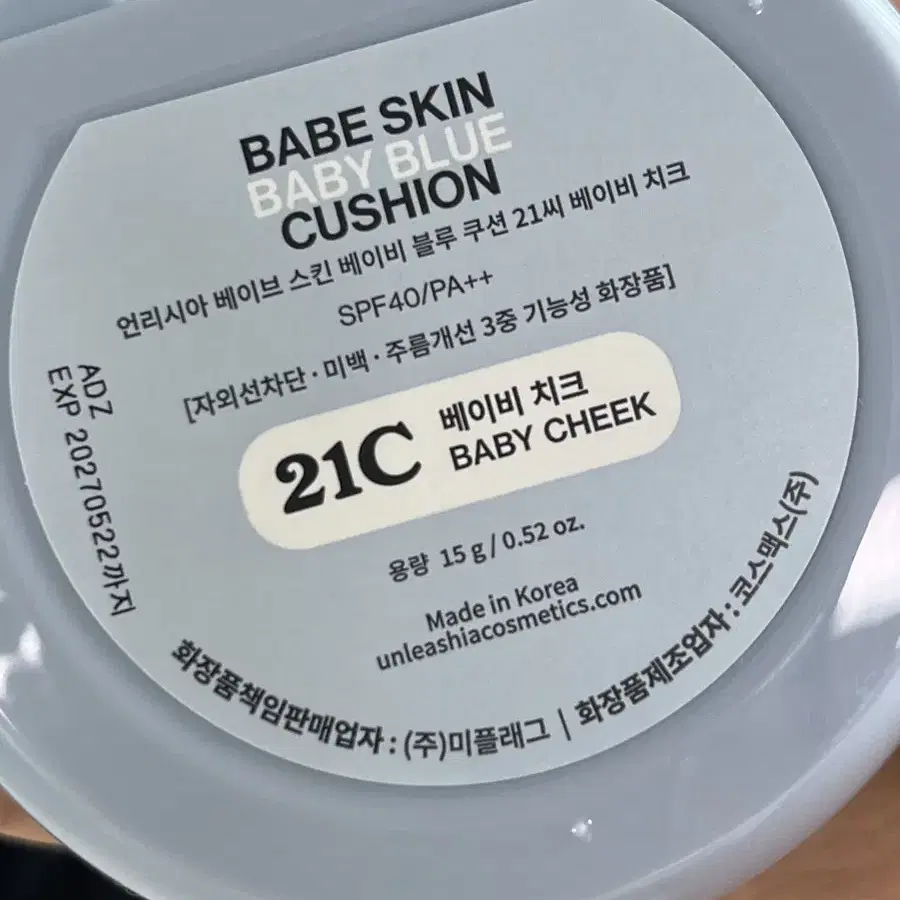 BABE SKIN
BABY BLUE
CUSHION
언리시아 베이브 스킨 베이비 블루 쿠션 21씨 베이비 치크
SPF40/PA++
[자외선차단 · 미백 · 주름개선 3중 기능성 화장품]
21C
베이비 치크
BABY CHEEK
용량 15 g / 0.52 oz.
Made in Korea
unleashiacosmetics.com
ADZ
EXP 20270522까지
화장품책임판매업자 : (주)미플래그 | 화장품제조업자 : 코스맥스(주)